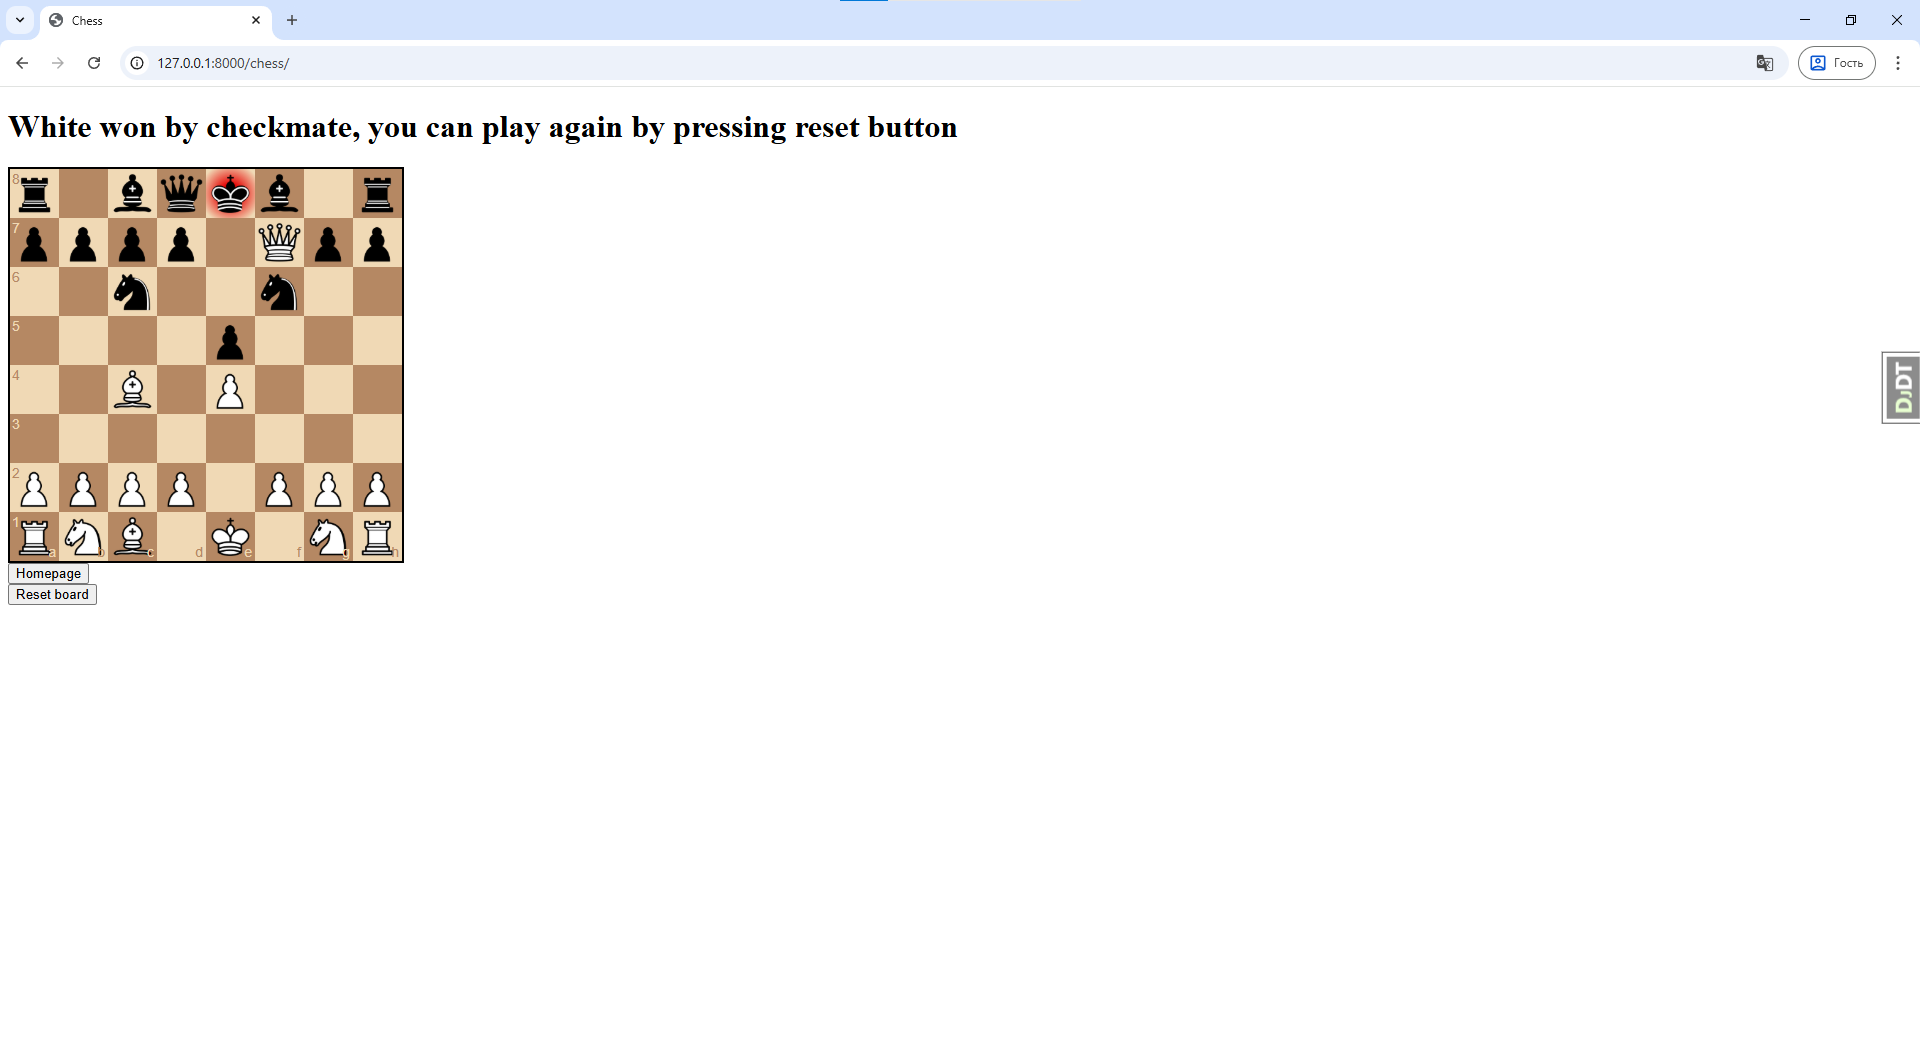 Chess
127.0.0.1:8000/chess/
Гость
White won by checkmate, you can play again by pressing reset button
8
7
6
5
4
3
2
1
a b c d e f g h
Homepage
Reset board
DJDT